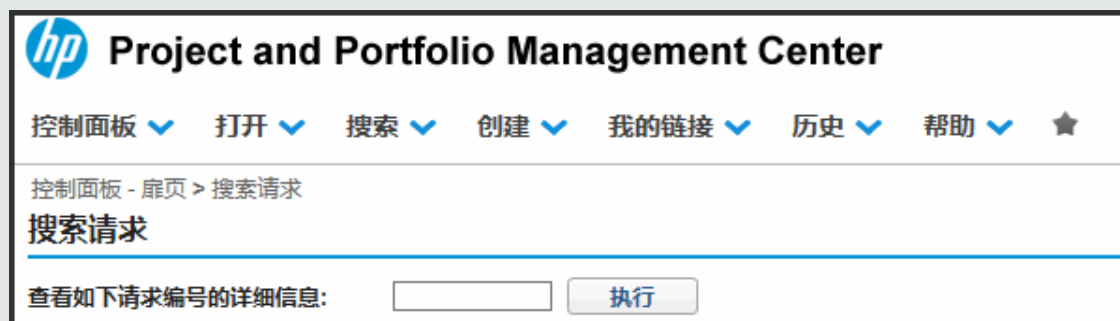 hp Project and Portfolio Management Center
控制面板 打开 搜索 创建 我的链接 历史 帮助
控制面板 - 扉页 > 搜索请求
搜索请求
查看如下请求编号的详细信息: 执行